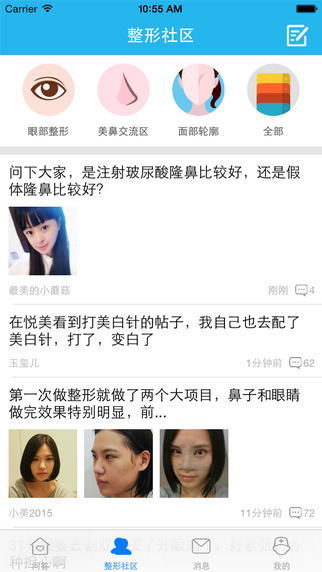 Carrier 10:55 AM
整形社区
眼部整形 美鼻交流区 面部轮廓 全部
问下大家，是注射玻尿酸隆鼻比较好，还是假
体隆鼻比较好?
最美的小蘑菇 刚刚 4
在悦美看到打美白针的帖子，我自己也去配了
美白针，打了，变白了
玉玺儿 1分钟前 62
第一次做整形就做了两个大项目，鼻子和眼睛
做完效果特别明显，前...
小美2015 1分钟前 50
问答 整形社区 消息 我的
种担心啊